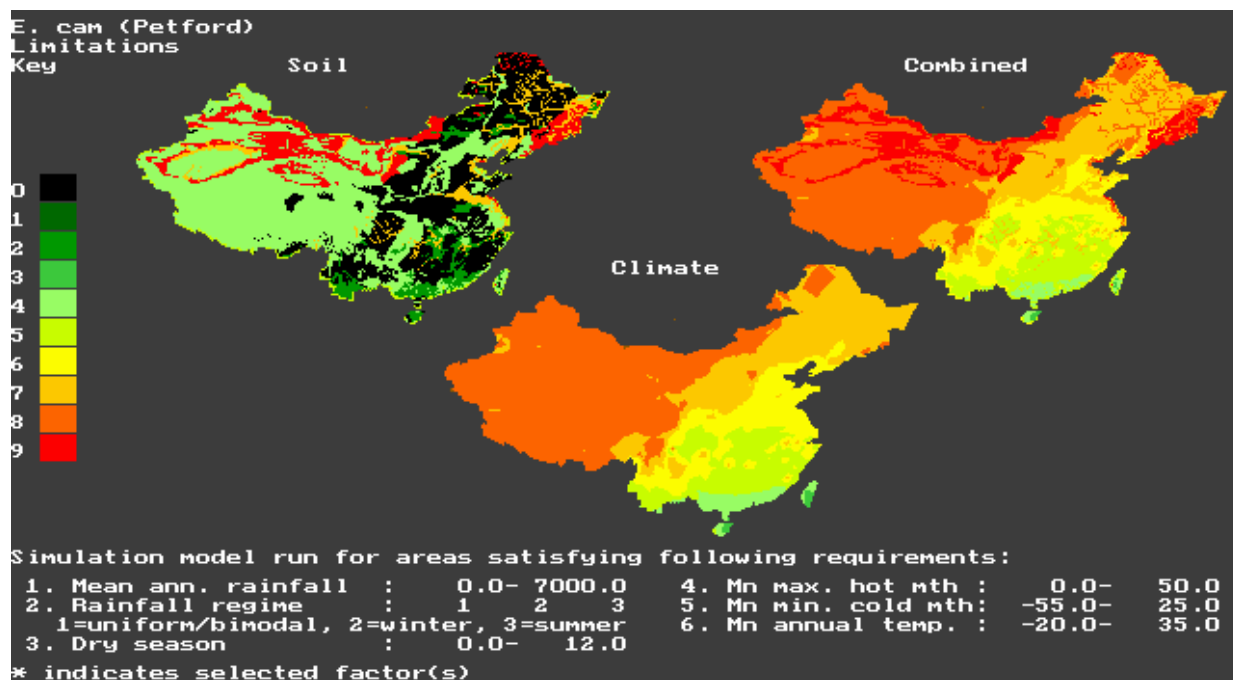 E. cam (Petford)
Limitations
Key
Soil
Combined
Climate
0
1
2
3
4
5
6
7
8
9
Simulation model run for areas satisfying following requirements:
1. Mean ann. rainfall : 0.0- 7000.0 4. Mn max. hot mth : 0.0- 50.0
2. Rainfall regime : 1 2 3 5. Mn min. cold mth: -55.0- 25.0
1=uniform/bimodal, 2=winter, 3=summer 6. Mn annual temp. : -20.0- 35.0
3. Dry season : 0.0- 12.0
* indicates selected factor(s)